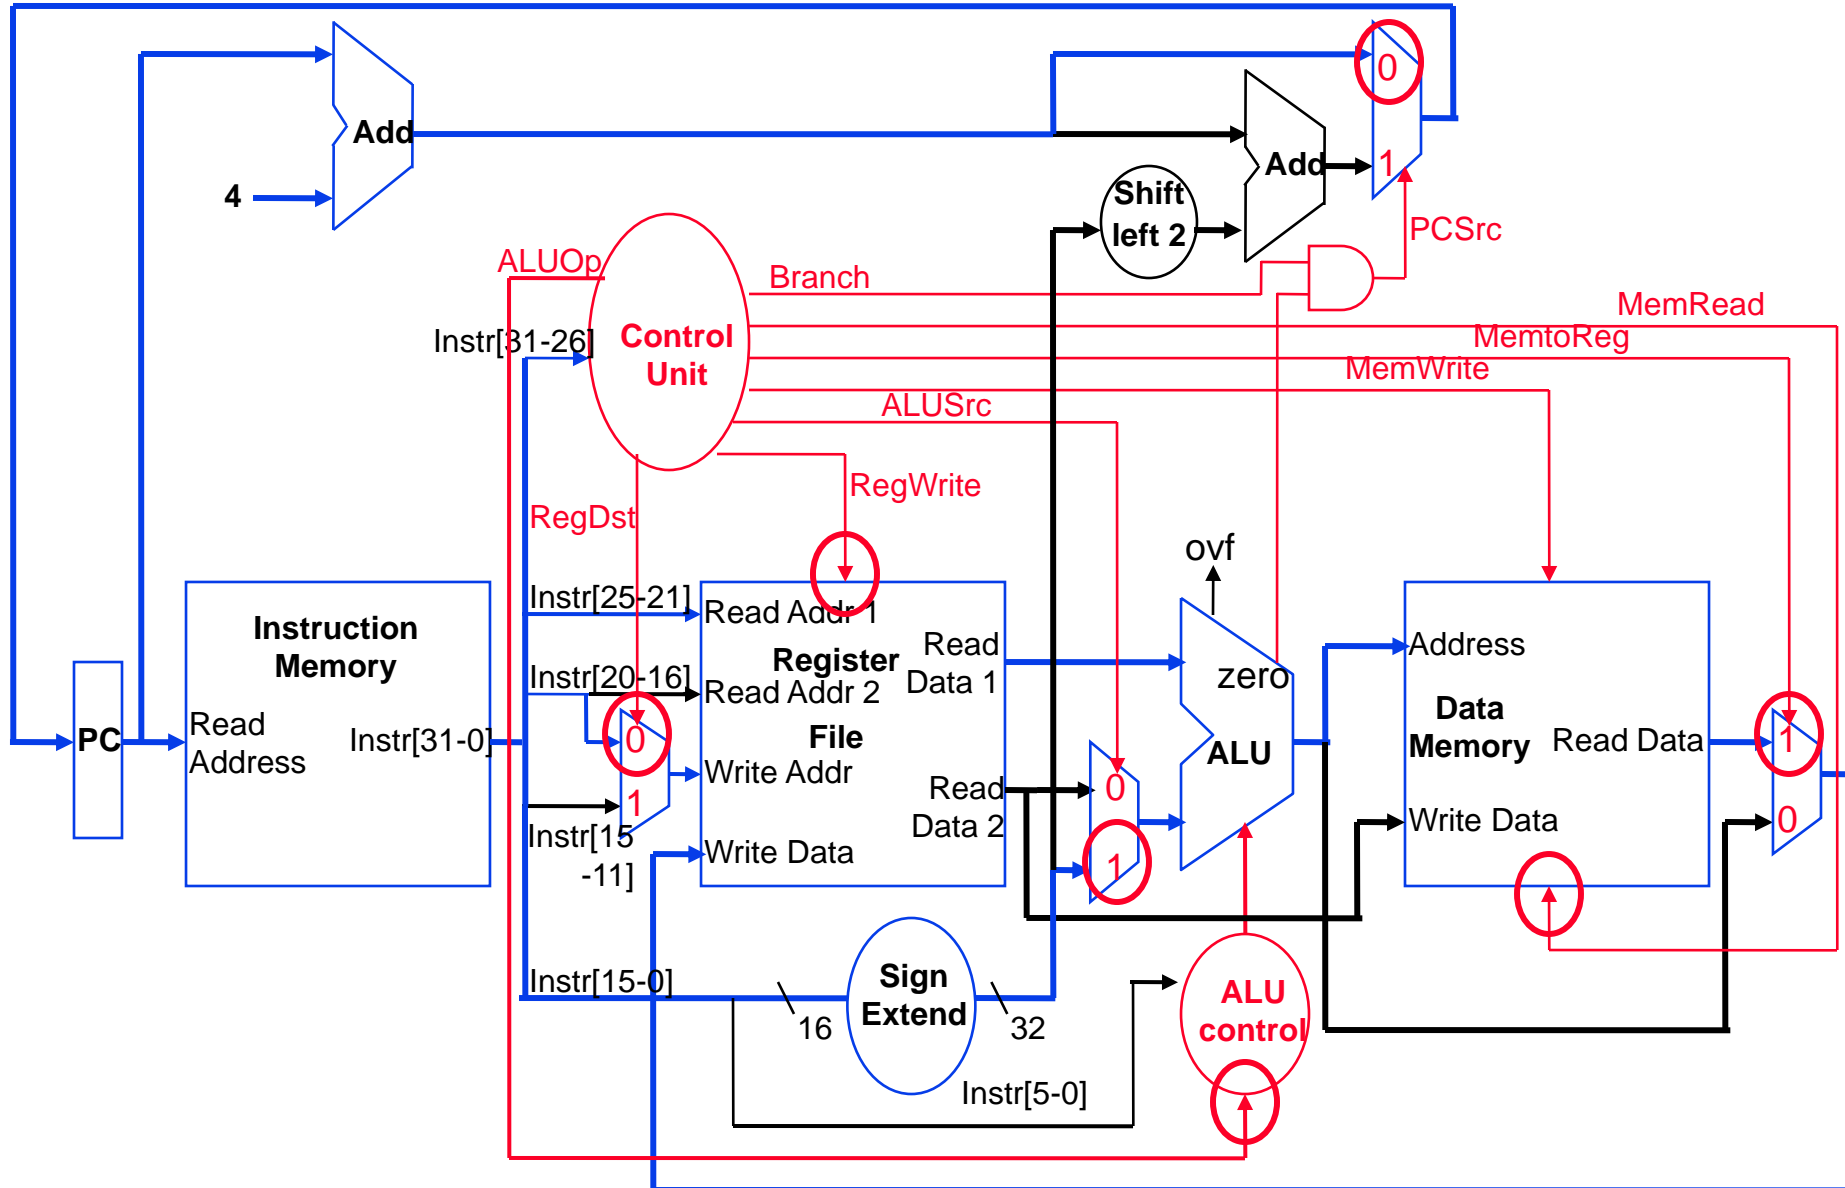 0
Add
Add
1
4
Shift
left 2
PCSrc
ALUOp
Branch
MemRead
Instr[31-26]
Control
Unit
MemtoReg
MemWrite
ALUSrc
RegWrite
RegDst
ovf
Instr[25-21]
Read Addr 1
Instruction
Memory
Register
Read
Data 1
zero
Address
Instr[20-16]
Read Addr 2
Data
Memory
PC
Read
Address
Instr[31-0]
0
File
ALU
Read Data
1
Write Addr
1
Read
Data 2
0
Write Data
0
Instr[15
-11]
Write Data
1
Instr[15-0]
16
Sign
Extend
32
ALU
control
Instr[5-0]